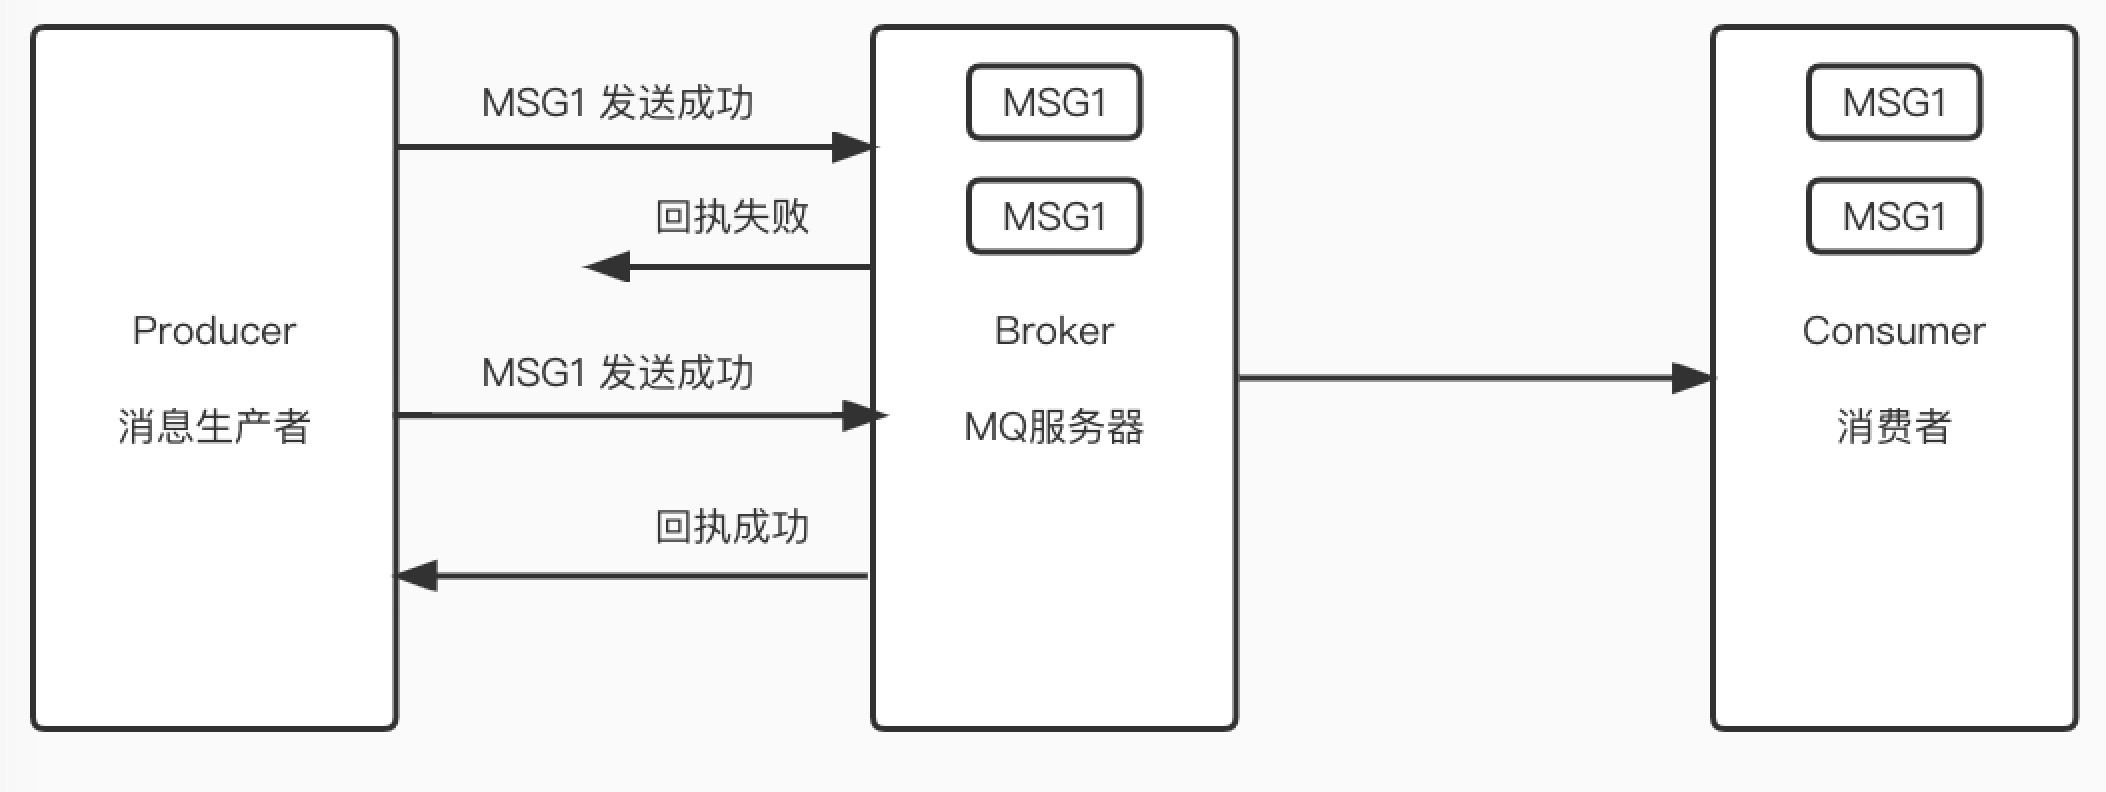 MSG1 发送成功
回执失败
MSG1 发送成功
回执成功
Producer
消息生产者
MSG1
MSG1
Broker
MQ服务器
MSG1
MSG1
Consumer
消费者